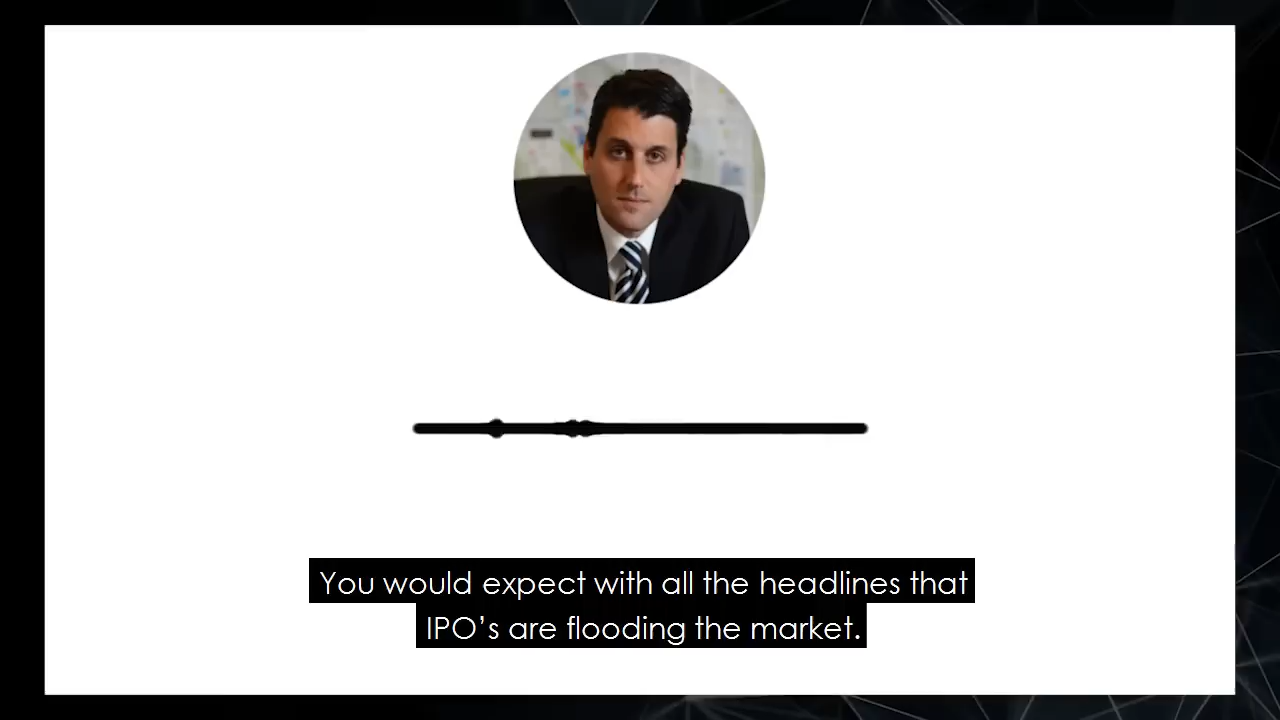 You would expect with all the headlines that
IPO’s are flooding the market.